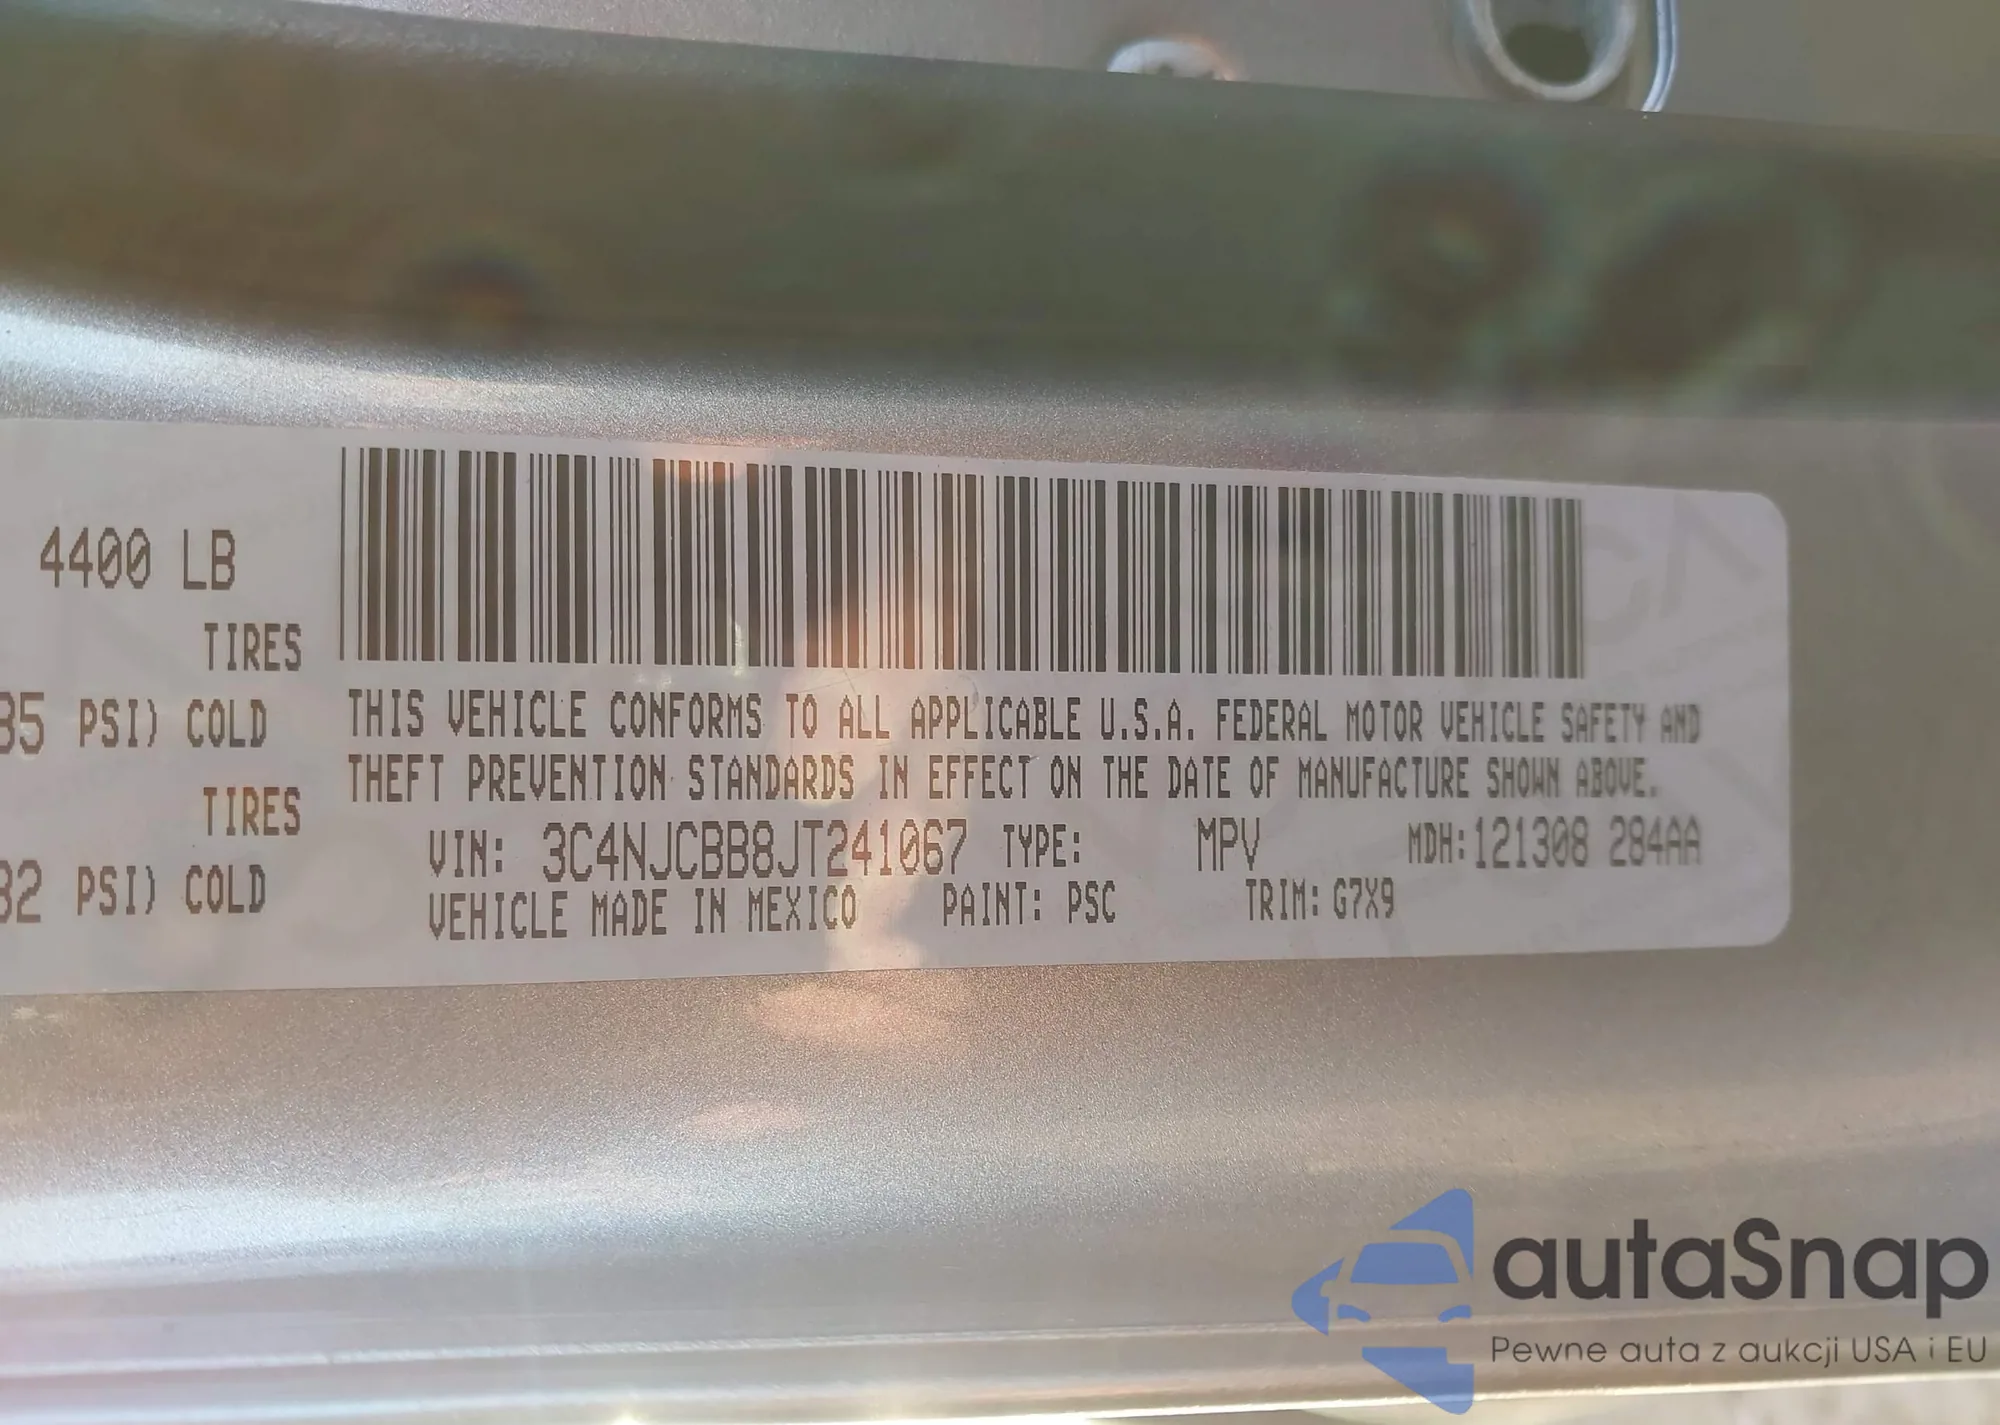 4400 LB
TIRES
35 PSI) COLD
TIRES
32 PSI) COLD
THIS VEHICLE CONFORMS TO ALL APPLICABLE U.S.A. FEDERAL MOTOR VEHICLE SAFETY AND
THEFT PREVENTION STANDARDS IN EFFECT ON THE DATE OF MANUFACTURE SHOWN ABOVE.
VIN: 3C4NJCBB8JT241067 TYPE: MPV MDH:121308 284AA
VEHICLE MADE IN MEXICO PAINT: PSC TRIM: G7X9
autaSnap
Pewne auta z aukcji USA i EU